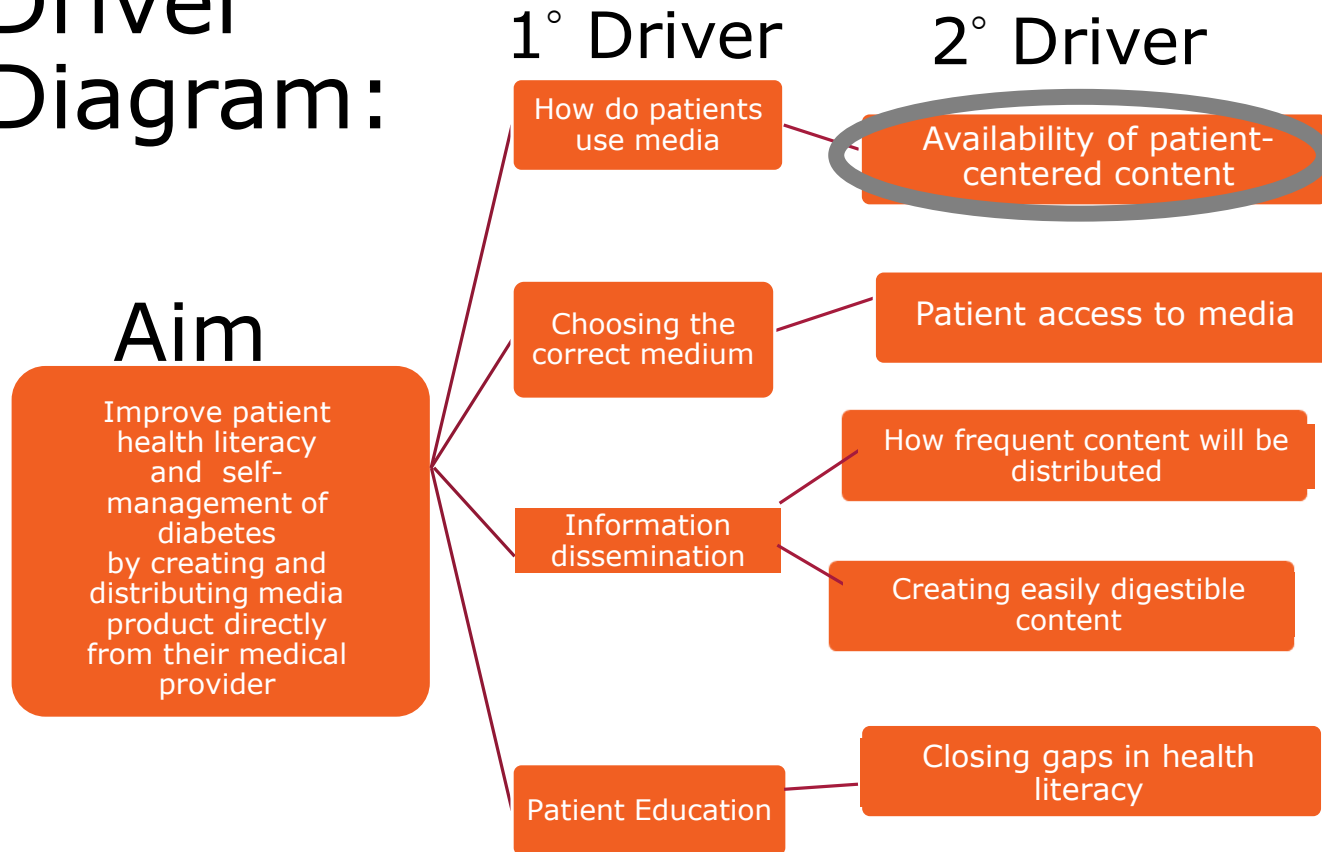 Driver
Diagram:
1° Driver
2° Driver
How do patients
use media
Availability of patient-
centered content
Aim
Improve patient
health literacy
and self-
management of
diabetes
by creating and
distributing media
product directly
from their medical
provider
Choosing the
correct medium
Patient access to media
Information
dissemination
How frequent content will be
distributed
Creating easily digestible
content
Patient Education
Closing gaps in health
literacy